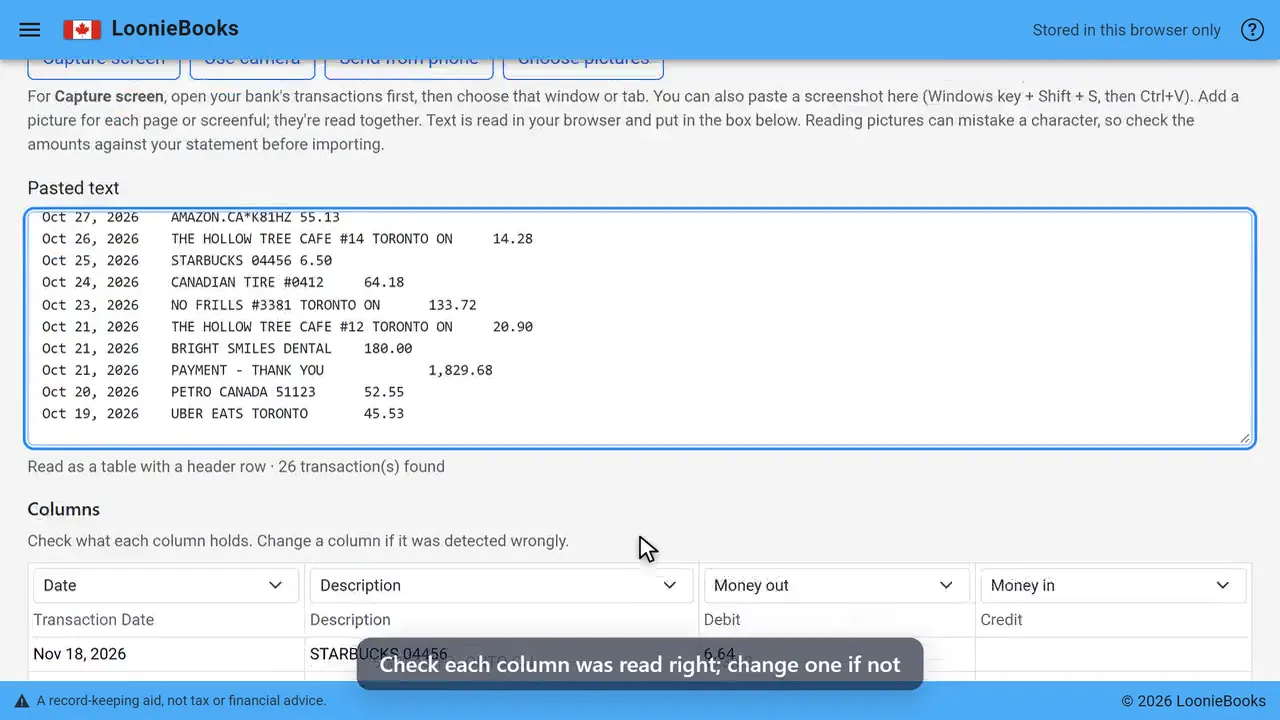 LoonieBooks
Stored in this browser only
Capture screen
Use camera
Send from phone
Choose pictures
For Capture screen, open your bank's transactions first, then choose that window or tab. You can also paste a screenshot here (Windows key + Shift + S, then Ctrl+V). Add a
picture for each page or screenful; they're read together. Text is read in your browser and put in the box below. Reading pictures can mistake a character, so check the
amounts against your statement before importing.
Pasted text
Oct 27, 2026 AMAZON.CA*K81HZ 55.13
Oct 26, 2026 THE HOLLOW TREE CAFE #14 TORONTO ON 14.28
Oct 25, 2026 STARBUCKS 04456 6.50
Oct 24, 2026 CANADIAN TIRE #0412 64.18
Oct 23, 2026 NO FRILLS #3381 TORONTO ON 133.72
Oct 21, 2026 THE HOLLOW TREE CAFE #12 TORONTO ON 20.90
Oct 21, 2026 BRIGHT SMILES DENTAL 180.00
Oct 21, 2026 PAYMENT - THANK YOU 1,829.68
Oct 20, 2026 PETRO CANADA 51123 52.55
Oct 19, 2026 UBER EATS TORONTO 45.53
Read as a table with a header row · 26 transaction(s) found
Columns
Check what each column holds. Change a column if it was detected wrongly.
Date Description Money out Money in
Transaction Date Description Debit Credit
Nov 18, 2026 STARBUCKS 04456 6.64
Check each column was read right; change one if not
A record-keeping aid, not tax or financial advice.
© 2026 LoonieBooks